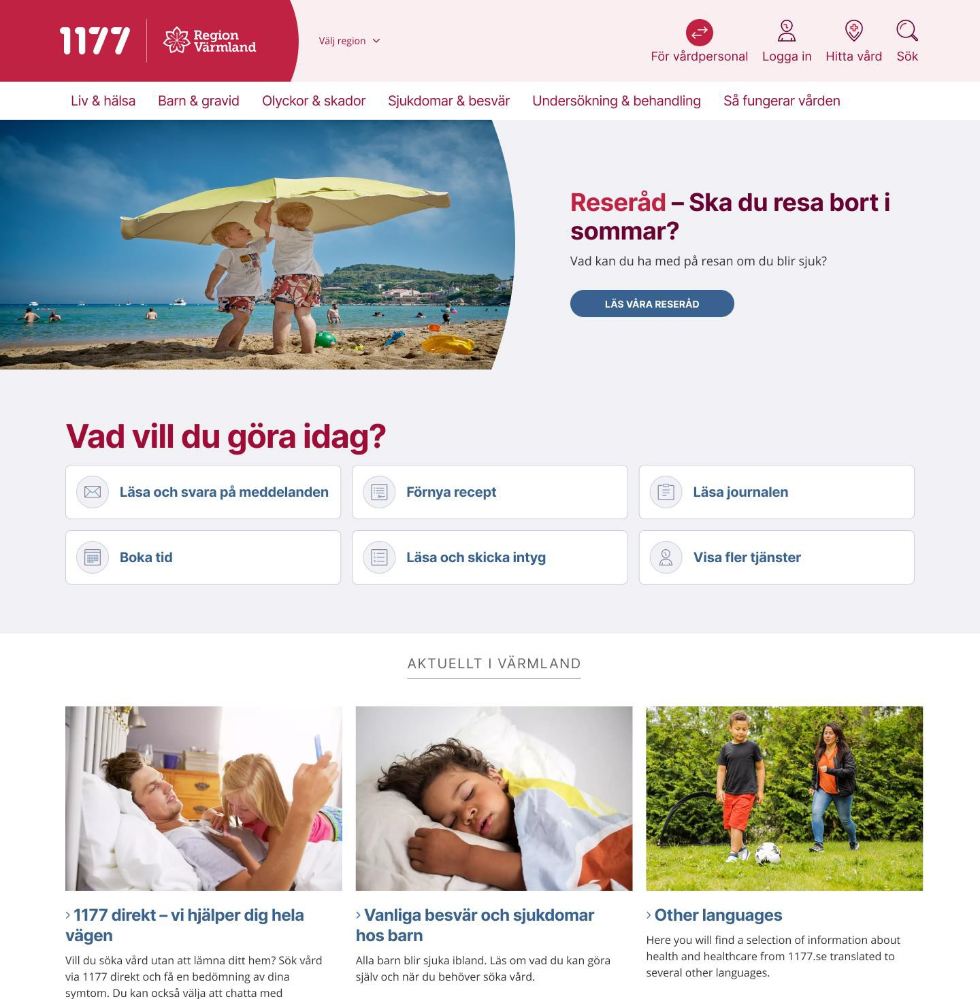 1177
Region
Värmland
Välj region
För vårdpersonal
Logga in
Hitta vård
Sök
Liv & hälsa
Barn & gravid
Olyckor & skador
Sjukdomar & besvär
Undersökning & behandling
Så fungerar vården
Reseråd – Ska du resa bort i
sommar?
Vad kan du ha med på resan om du blir sjuk?
LÄS VÅRA RESERÅD
Vad vill du göra idag?
Läsa och svara på meddelanden
Förnya recept
Läsa journalen
Boka tid
Läsa och skicka intyg
Visa fler tjänster
AKTUELLT I VÄRMLAND
1177 direkt – vi hjälper dig hela
vägen
Vill du söka vård utan att lämna ditt hem? Sök vård
via 1177 direkt och få en bedömning av dina
symtom. Du kan också välja att chatta med
Vanliga besvär och sjukdomar
hos barn
Alla barn blir sjuka ibland. Läs om vad du kan göra
själv och när du behöver söka vård.
Other languages
Here you will find a selection of information about
health and healthcare from 1177.se translated to
several other languages.